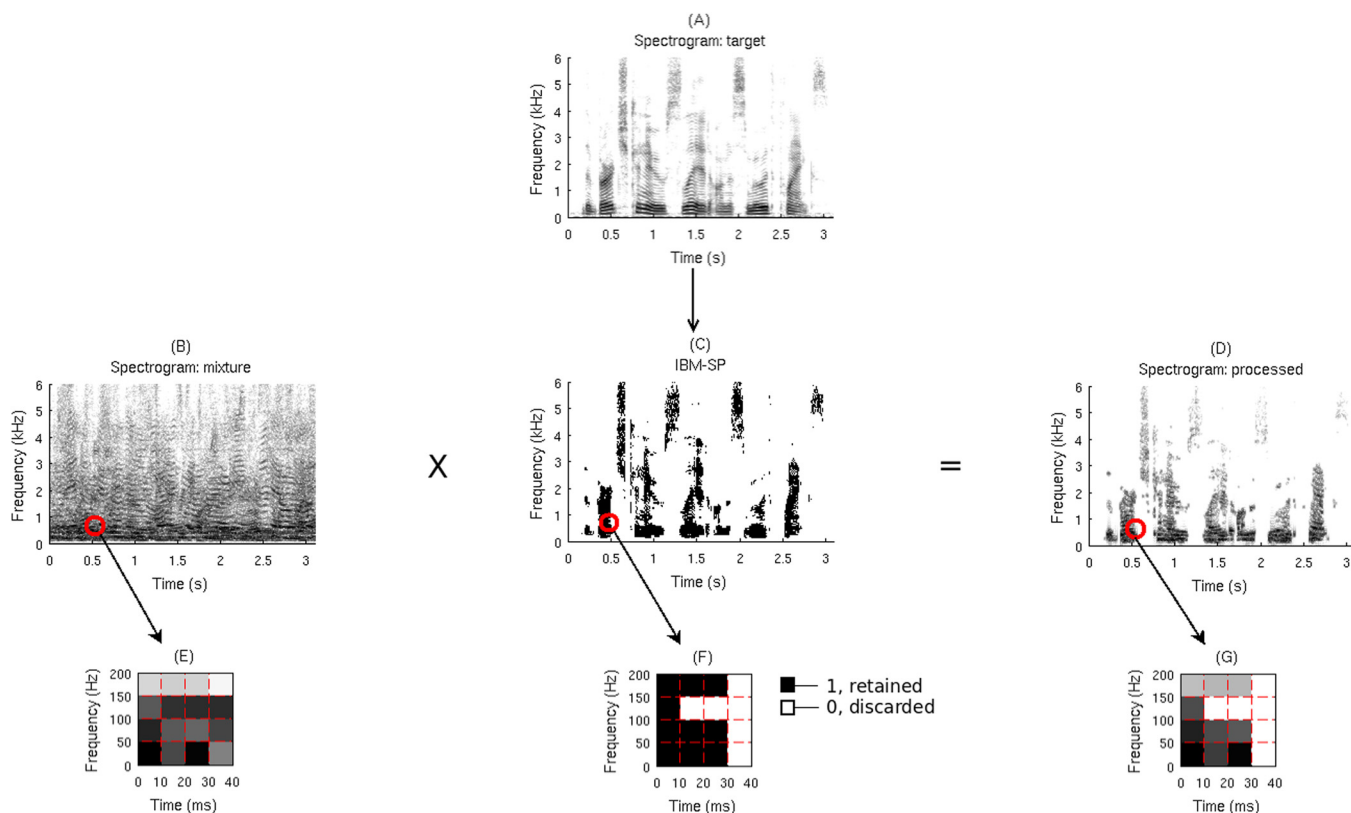 (A)
Spectrogram: target
Frequency (kHz)
6
5
4
3
2
1
0
0 0.5 1 1.5 2 2.5 3
Time (s)
(B)
Spectrogram: mixture
Frequency (kHz)
6
5
4
3
2
1
0
0 0.5 1 1.5 2 2.5 3
Time (s)
X
(C)
IBM-SP
Frequency (kHz)
6
5
4
3
2
1
0
0 0.5 1 1.5 2 2.5 3
Time (s)
=
(D)
Spectrogram: processed
Frequency (kHz)
6
5
4
3
2
1
0
0 0.5 1 1.5 2 2.5 3
Time (s)
(E)
Frequency (Hz)
200
150
100
50
0
0 10 20 30 40
Time (ms)
(F)
Frequency (Hz)
200
150
100
50
0
0 10 20 30 40
Time (ms)
1, retained
0, discarded
(G)
Frequency (Hz)
200
150
100
50
0
0 10 20 30 40
Time (ms)